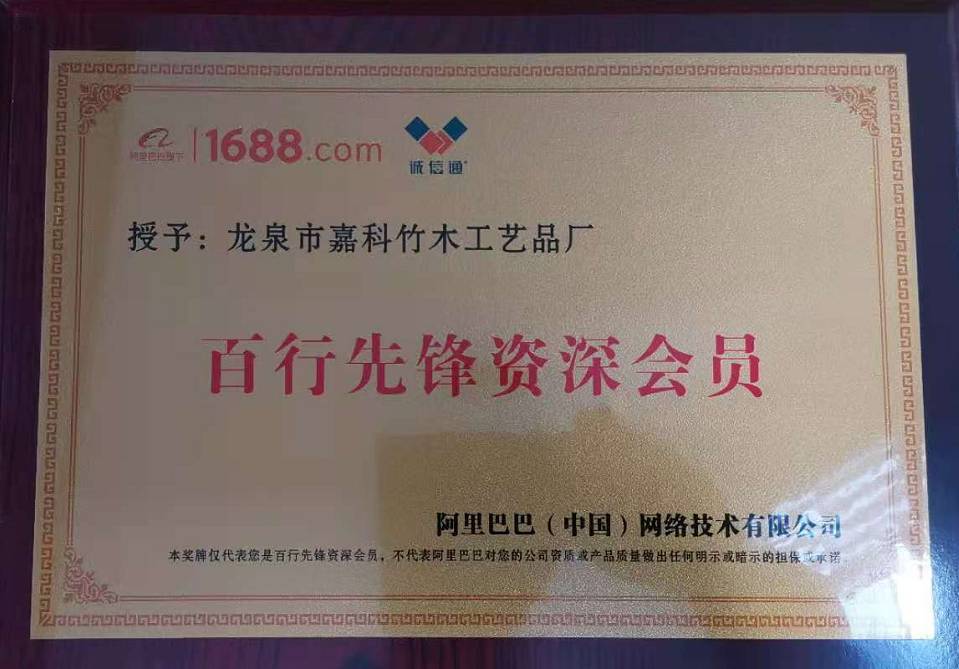 阿里巴巴旗下 1688.com 诚信通
授予：龙泉市嘉科竹木工艺品厂
百行先锋资深会员
阿里巴巴（中国）网络技术有限公司
本奖牌仅代表您是百行先锋资深会员，不代表阿里巴巴对您的公司资质或产品质量做出任何明示或暗示的担保或承诺。